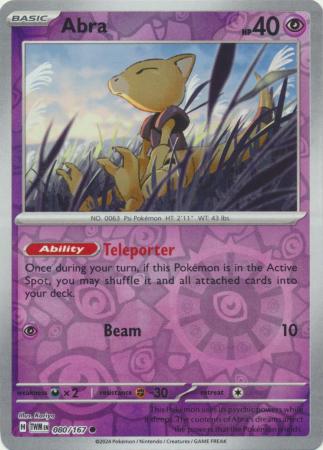 BASIC Abra HP 40
NO. 0063 Psi Pokémon HT: 2'11" WT: 43 lbs.
Ability Teleporter
Once during your turn, if this Pokémon is in the Active
Spot, you may shuffle it and all attached cards into
your deck.
Beam 10
weakness ×2 resistance -30 retreat
Illus. Kariya
H TWM EN 080/167
This Pokémon uses its psychic powers
while it sleeps. The contents of
Abra's dreams affect the powers that
the Pokémon wields.
©2024 Pokémon / Nintendo / Creatures / GAME FREAK